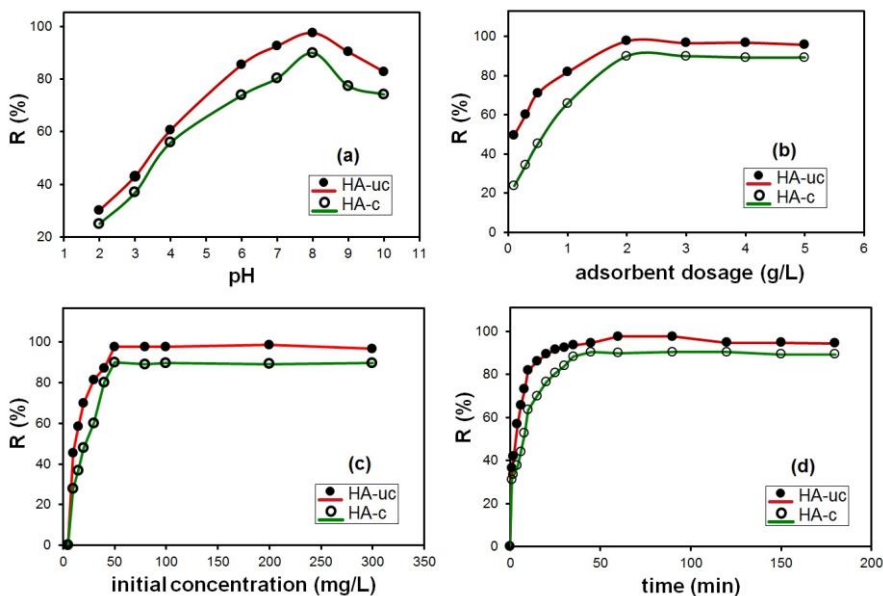 R (%)
100
80
60
40
20
(a)
HA-uc
HA-c
1 2 3 4 5 6 7 8 9 10 11
pH
R (%)
100
80
60
40
20
0
(b)
HA-uc
HA-c
0 1 2 3 4 5 6
adsorbent dosage (g/L)
R (%)
100
80
60
40
20
0
(c)
HA-uc
HA-c
0 50 100 150 200 250 300 350
initial concentration (mg/L)
R (%)
100
80
60
40
20
0
(d)
HA-uc
HA-c
0 50 100 150 200
time (min)